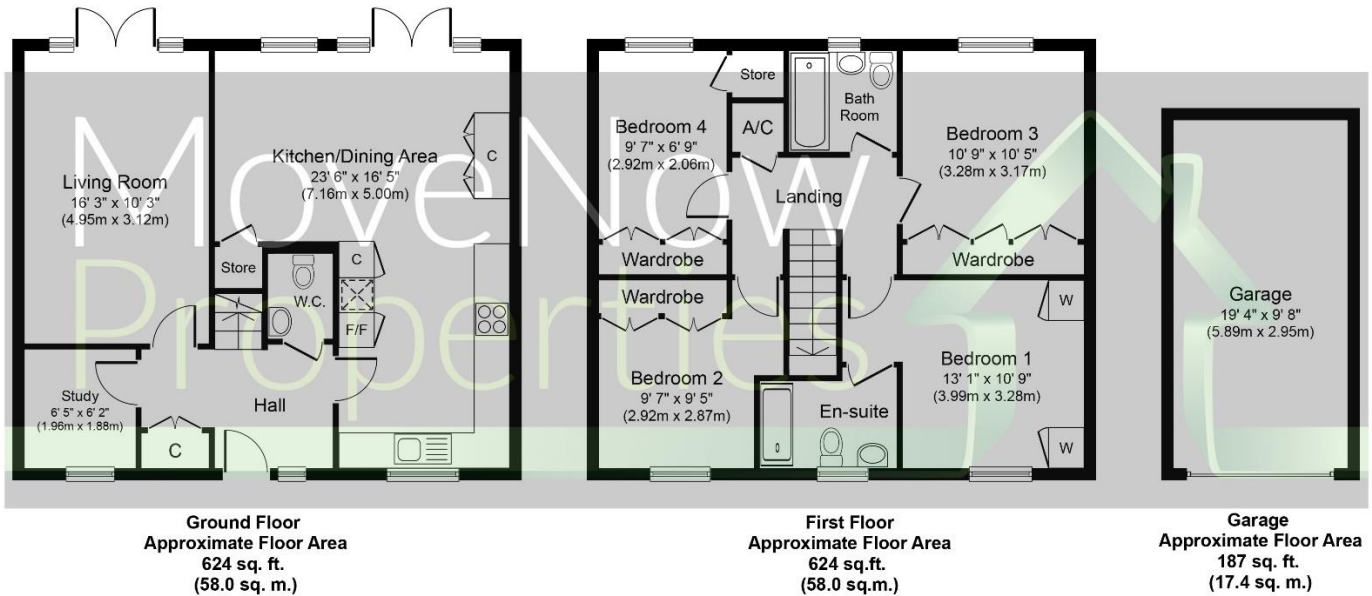 Living Room
16' 3" x 10' 3"
(4.95m x 3.12m)
Kitchen/Dining Area
23' 6" x 16' 5"
(7.16m x 5.00m)
C
Store
W.C.
C
F/F
Study
6' 5" x 6' 2"
(1.96m x 1.88m)
Hall
C
Ground Floor
Approximate Floor Area
624 sq. ft.
(58.0 sq. m.)
Store
Bath
Room
A/C
Bedroom 4
9' 7" x 6' 9"
(2.92m x 2.06m)
Bedroom 3
10' 9" x 10' 5"
(3.28m x 3.17m)
Landing
Wardrobe
Wardrobe
Wardrobe
W
Bedroom 2
9' 7" x 9' 5"
(2.92m x 2.87m)
En-suite
Bedroom 1
13' 1" x 10' 9"
(3.99m x 3.28m)
W
First Floor
Approximate Floor Area
624 sq.ft.
(58.0 sq.m.)
Garage
19' 4" x 9' 8"
(5.89m x 2.95m)
Garage
Approximate Floor Area
187 sq. ft.
(17.4 sq. m.)
MoveNow
Properties